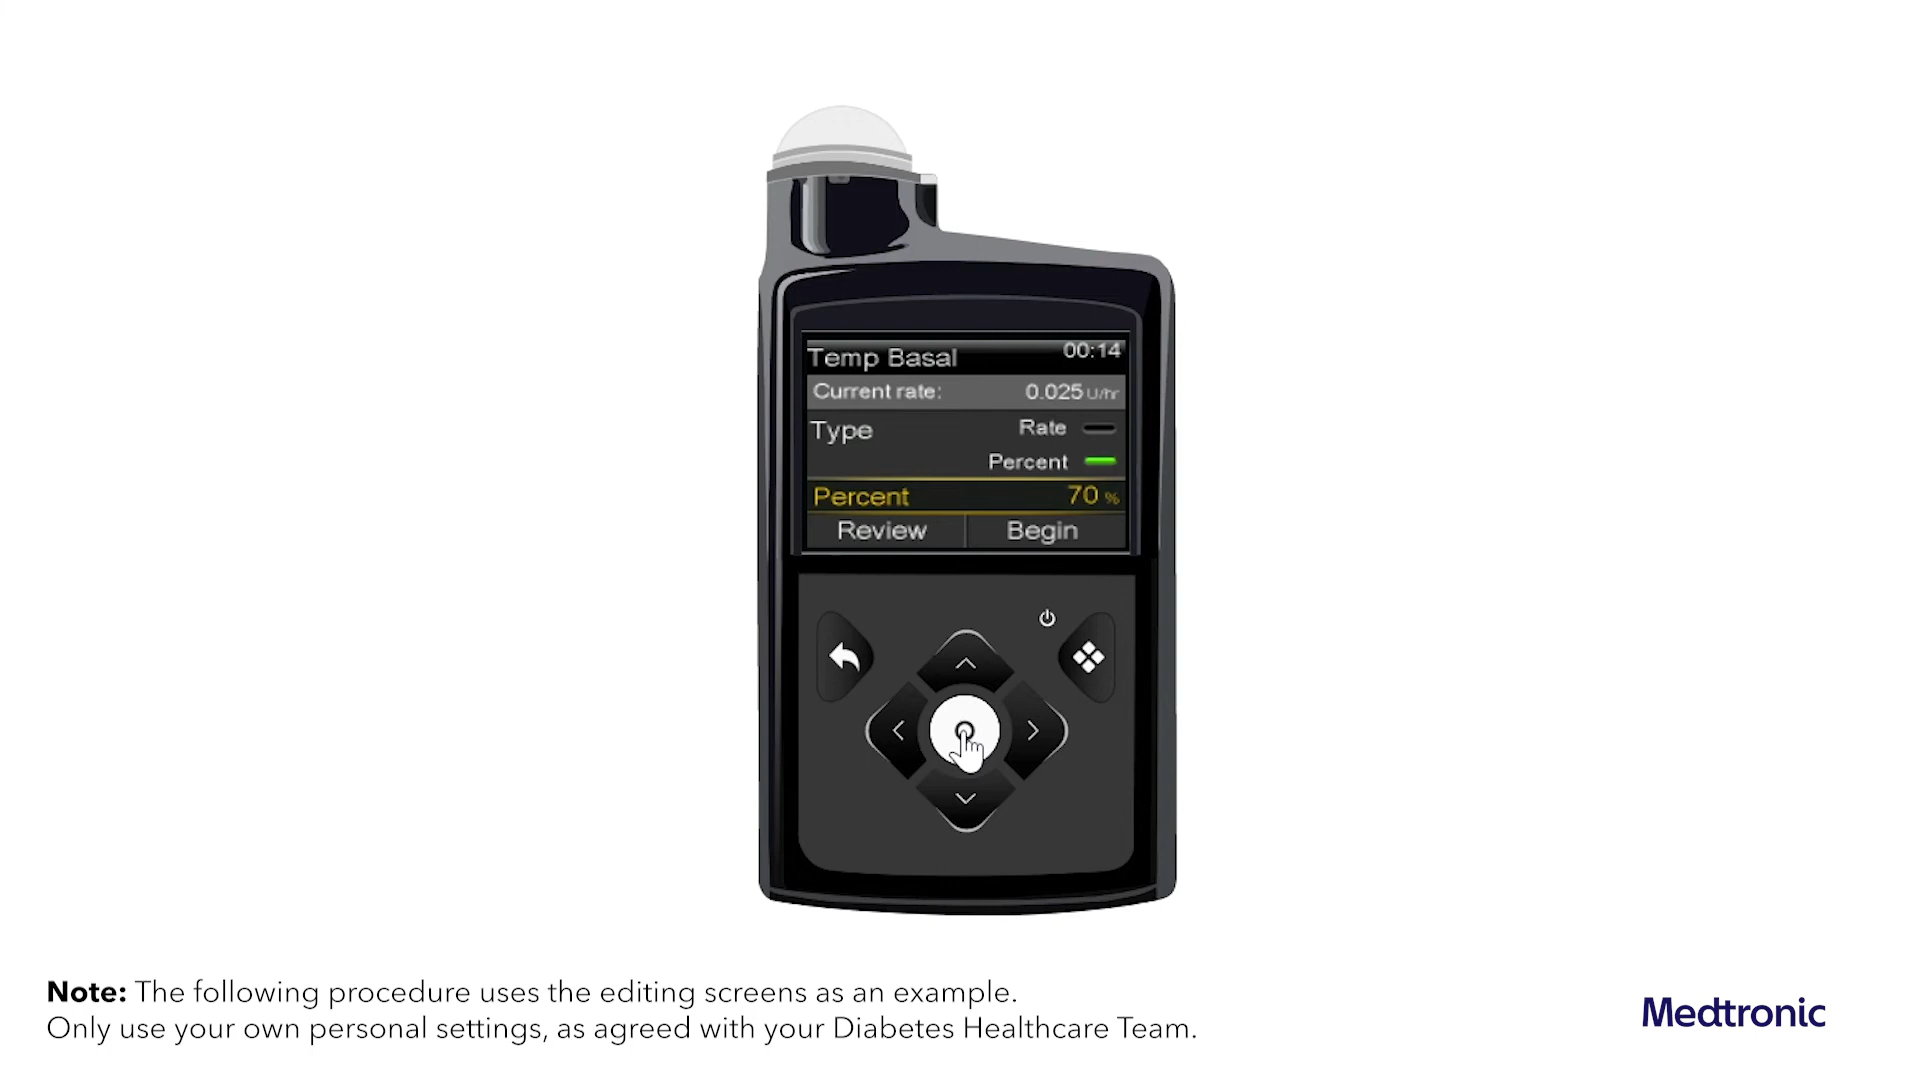 Temp Basal 00:14
Current rate: 0.025 U/hr
Type Rate
Percent
Percent 70 %
Review Begin
Note: The following procedure uses the editing screens as an example.
Only use your own personal settings, as agreed with your Diabetes Healthcare Team.
Medtronic